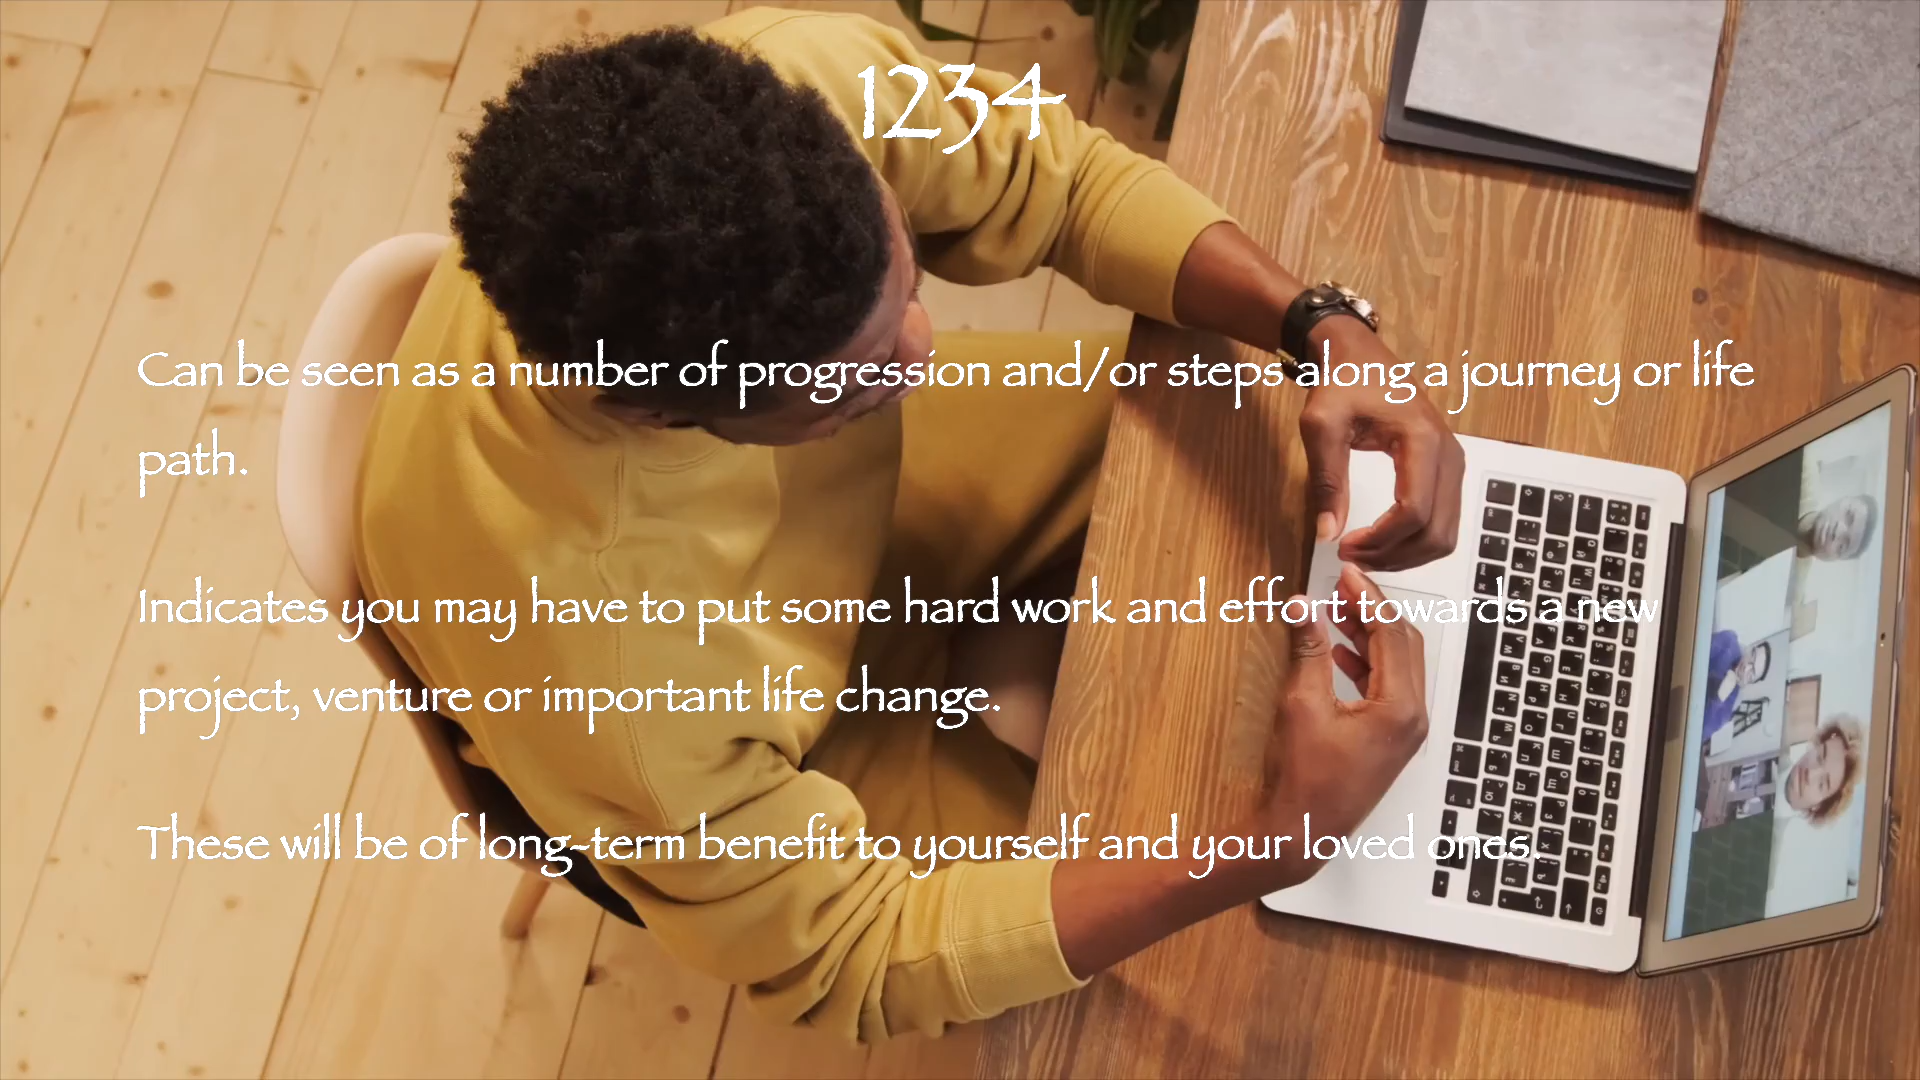 1234
Can be seen as a number of progression and/or steps along a journey or life
path.
Indicates you may have to put some hard work and effort towards a new
project, venture or important life change.
These will be of long-term benefit to yourself and your loved ones.